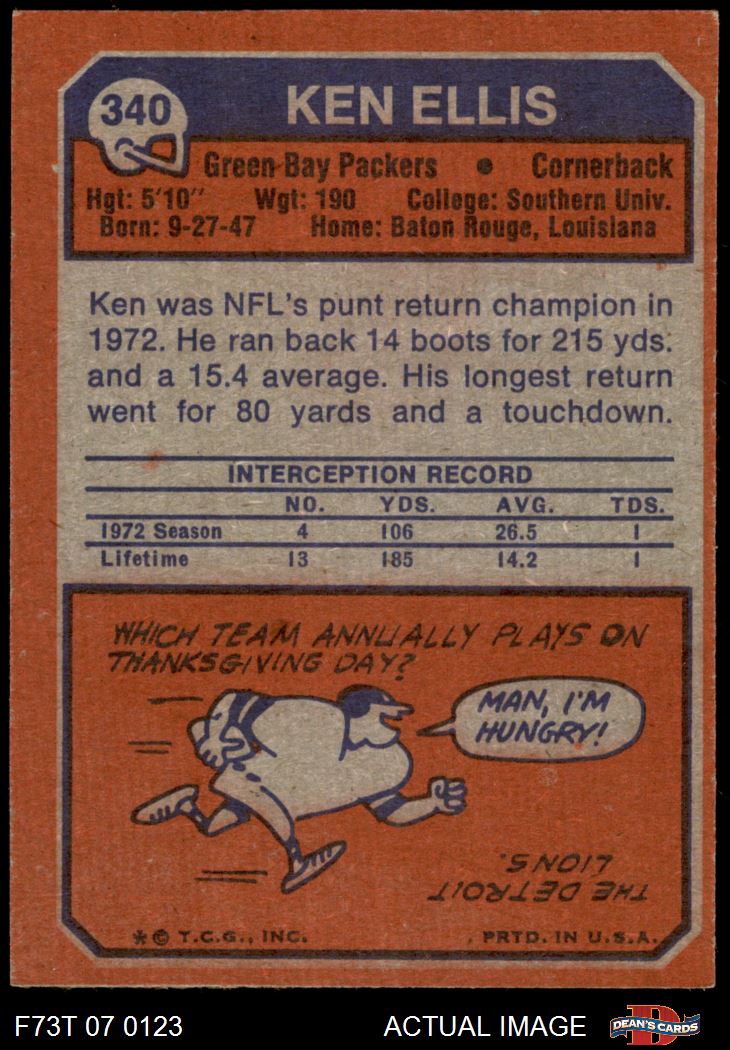 340
KEN ELLIS
Green Bay Packers • Cornerback
Hgt: 5'10" Wgt: 190 College: Southern Univ.
Born: 9-27-47 Home: Baton Rouge, Louisiana
Ken was NFL's punt return champion in
1972. He ran back 14 boots for 215 yds.
and a 15.4 average. His longest return
went for 80 yards and a touchdown.
INTERCEPTION RECORD
NO. YDS. AVG. TDS.
1972 Season 4 106 26.5 1
Lifetime 13 185 14.2 1
WHICH TEAM ANNUALLY PLAYS ON
THANKSGIVING DAY?
MAN, I'M
HUNGRY!
THE DETROIT
LIONS.
* © T.C.G., INC. PRTD. IN U.S.A.
F73T 07 0123 ACTUAL IMAGE
D
DEAN'S CARDS